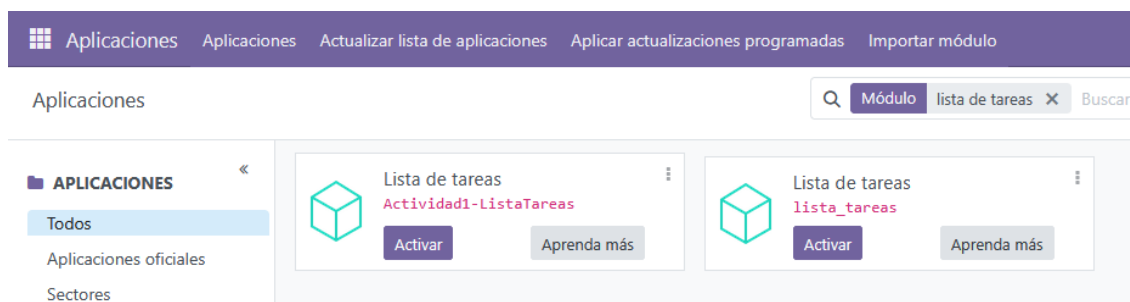 Aplicaciones Aplicaciones Actualizar lista de aplicaciones Aplicar actualizaciones programadas Importar módulo
Aplicaciones
Módulo lista de tareas Buscar
APLICACIONES
Todos
Aplicaciones oficiales
Sectores
Lista de tareas
Actividad1-ListaTareas
Activar Aprenda más
Lista de tareas
lista_tareas
Activar Aprenda más